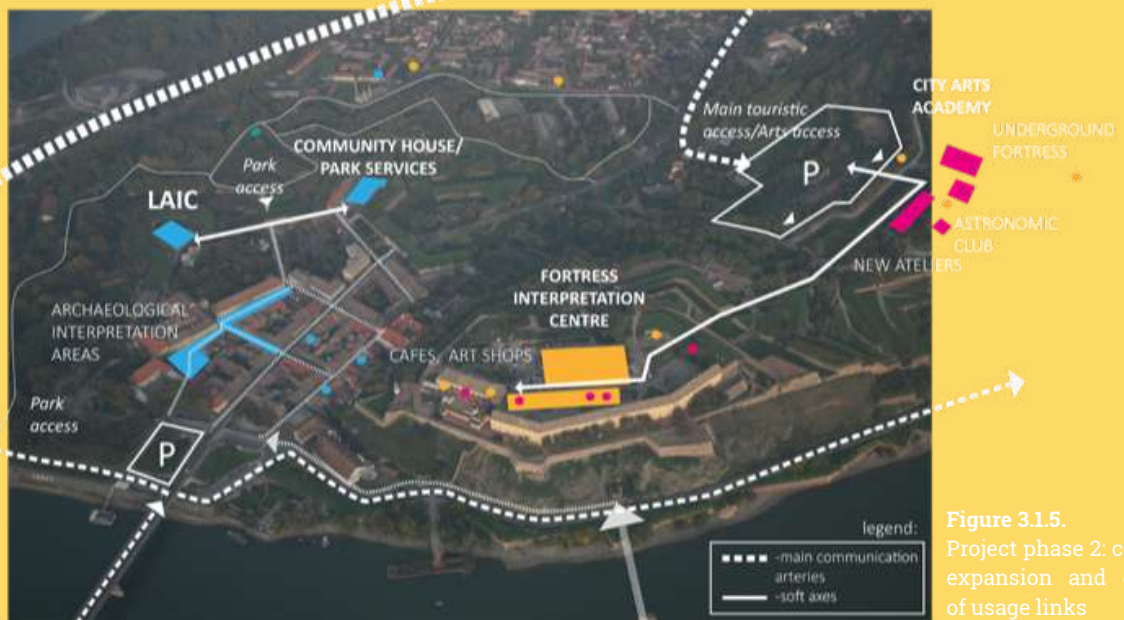 CITY ARTS
ACADEMY
Main touristic
access/Arts access
UNDERGROUND
FORTRESS
COMMUNITY HOUSE/
PARK SERVICES
Park
access
P
LAIC
ASTRONOMIC
CLUB
NEW ATELIERS
FORTRESS
INTERPRETATION
CENTRE
ARCHAEOLOGICAL
INTERPRETATION
AREAS
CAFES, ART SHOPS
Park
access
P
legend:
-main communication
arteries
-soft axes
Figure 3.1.5.
Project phase 2:
expansion and
of usage links